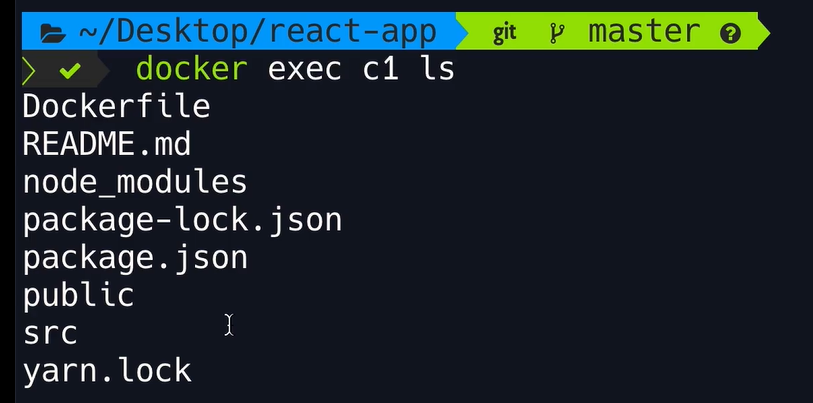 ~/Desktop/react-app git master ?
docker exec c1 ls
Dockerfile
README.md
node_modules
package-lock.json
package.json
public
src
yarn.lock